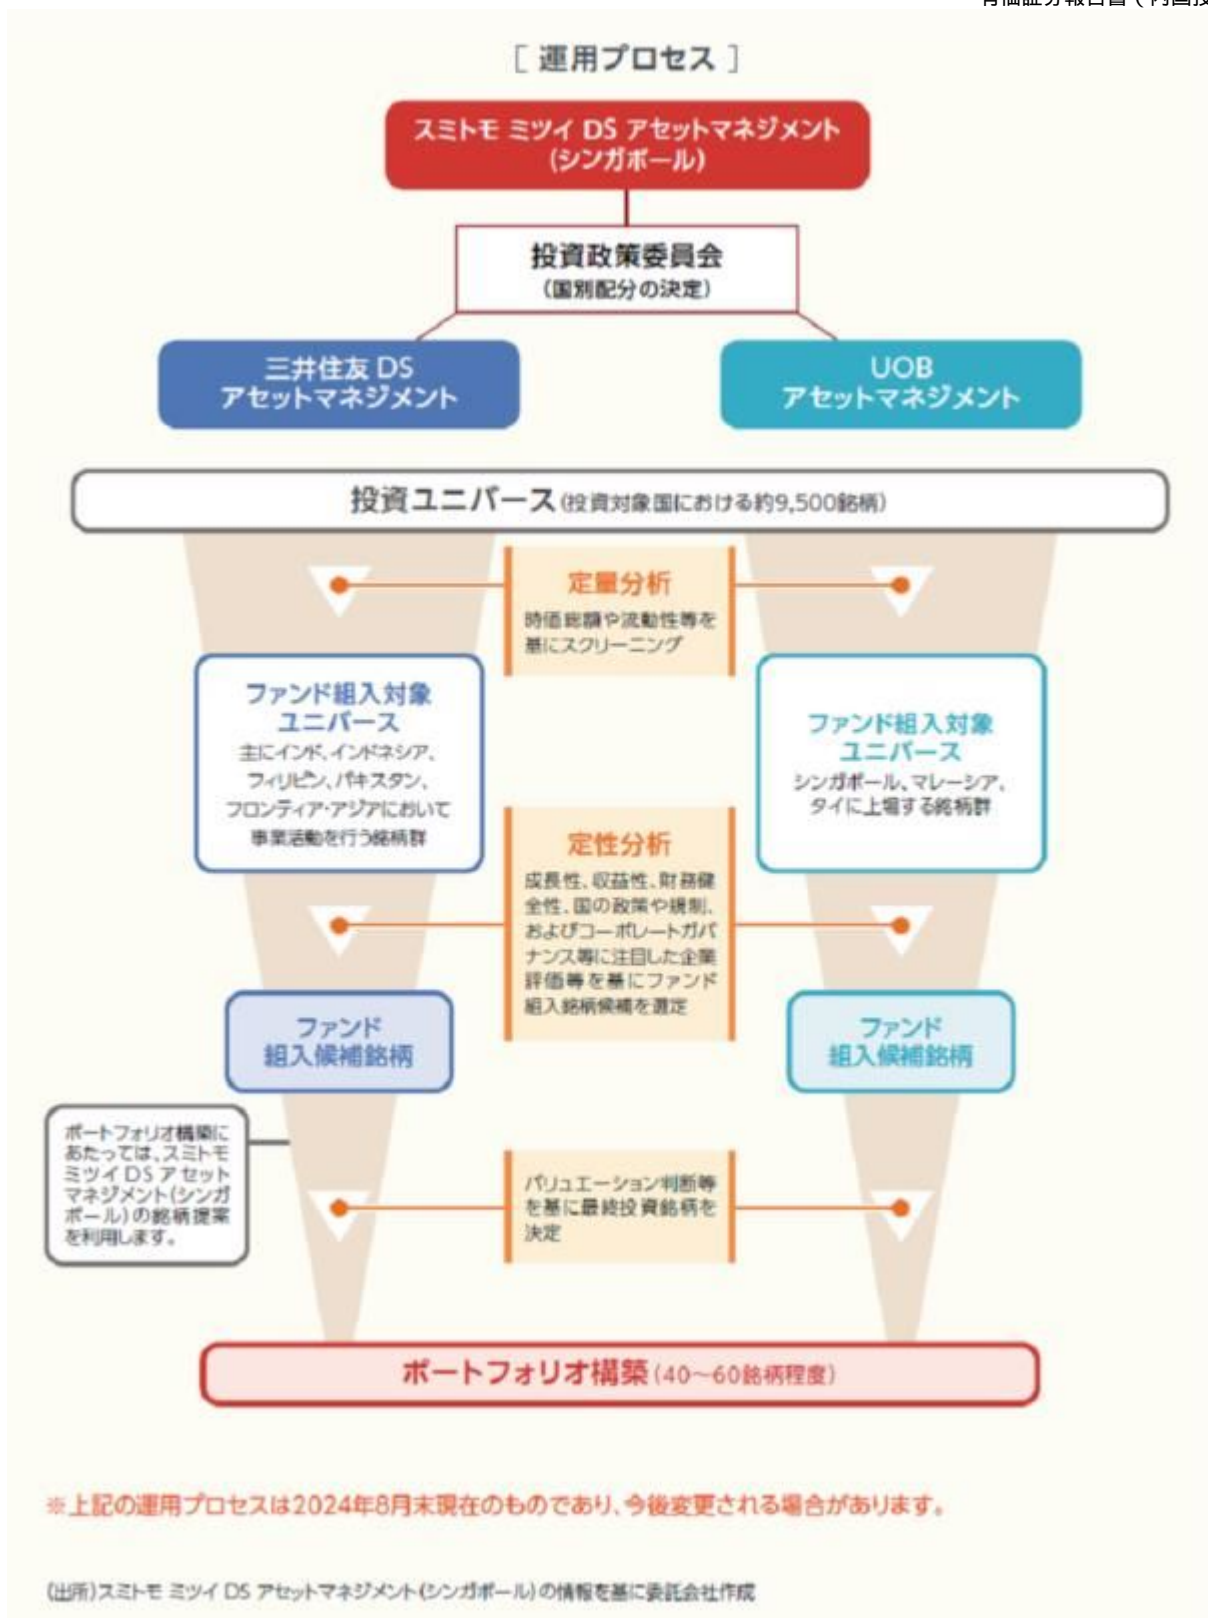 [ 運用プロセス ]
スミトモ ミツイ DS アセットマネジメント
(シンガポール)
投資政策委員会
(国別配分の決定)
三井住友 DS
アセットマネジメント
UOB
アセットマネジメント
投資ユニバース(投資対象国における約9,500銘柄)
定量分析
時価総額や流動性等を
基にスクリーニング
ファンド組入対象
ユニバース
主にインド、インドネシア、
フィリピン、パキスタン、
フロンティア・アジアにおいて
事業活動を行う銘柄群
ファンド組入対象
ユニバース
シンガポール、マレーシア、
タイに上場する銘柄群
定性分析
成長性、収益性、財務健
全性、国の政策や規制、
およびコーポレートガバ
ナンス等に注目した企業
評価等を基にファンド
組入銘柄候補を選定
ファンド
組入候補銘柄
ファンド
組入候補銘柄
ポートフォリオ構築に
あたっては、スミトモ
ミツイ DS アセット
マネジメント(シンガ
ポール)の銘柄提案
を利用します。
バリュエーション判断等
を基に最終投資銘柄を
決定
ポートフォリオ構築(40～60銘柄程度)
※上記の運用プロセスは2024年8月末現在のものであり、今後変更される場合があります。
(出所)スミトモ ミツイ DS アセットマネジメント(シンガポール)の情報を基に委託会社作成